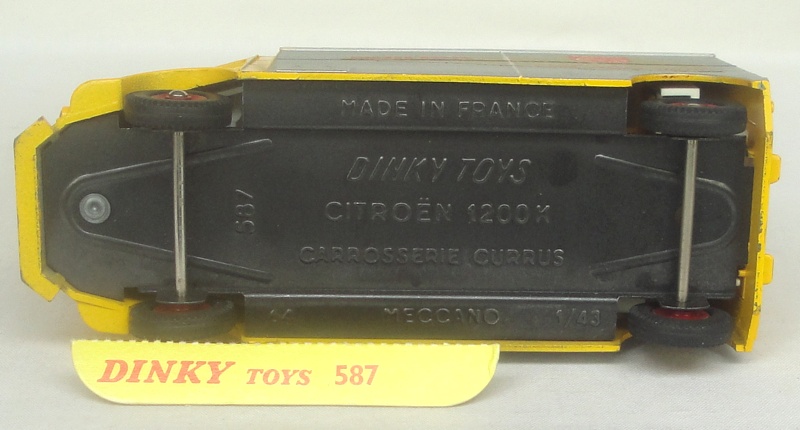 MADE IN FRANCE
DINKY TOYS
587
CITROËN 1200K
CARROSSERIE CURRUS
MECCANO 1/43
DINKY TOYS 587